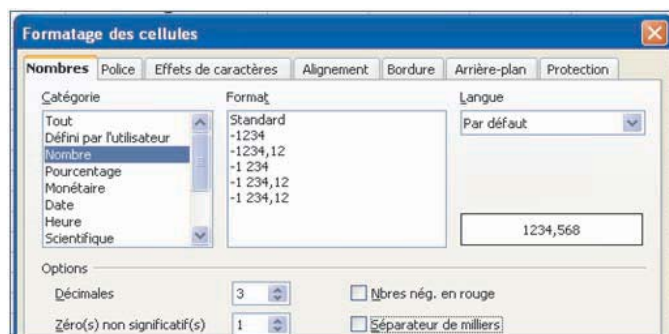 Formatage des cellules
Nombres Police Effets de caractères Alignement Bordure Arrière-plan Protection
Catégorie
Tout
Défini par l'utilisateur
Nombre
Pourcentage
Monétaire
Date
Heure
Scientifique
Format
Standard
-1234
-1234,12
-1 234
-1 234,12
-1 234,12
Langue
Par défaut
1234,568
Options
Décimales 3 Nbres nég. en rouge
Zéro(s) non significatif(s) 1 Séparateur de milliers